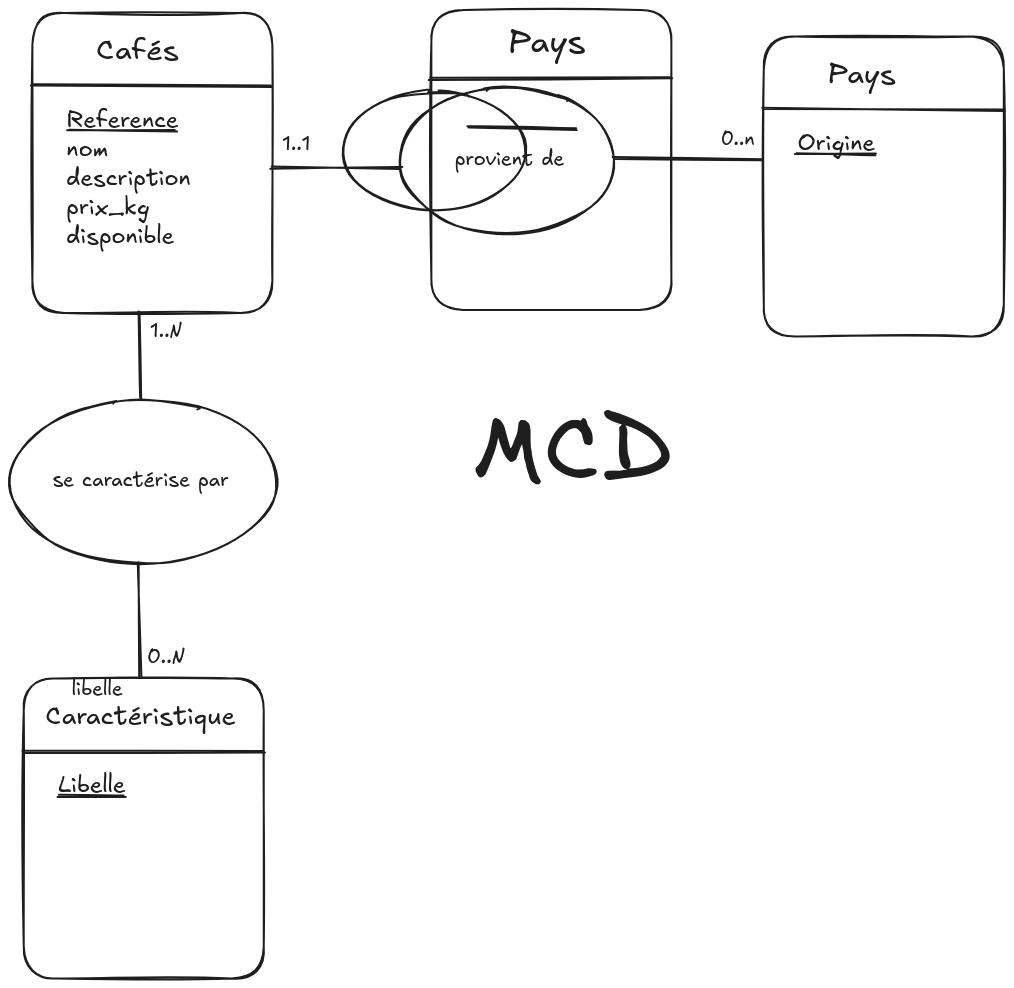 Cafés
Reference
nom
description
prix_kg
disponible
1..1
Pays
provient de
0..n
Pays
Origine
1..N
se caractérise par
MCD
0..N
libelle
Caractéristique
Libelle